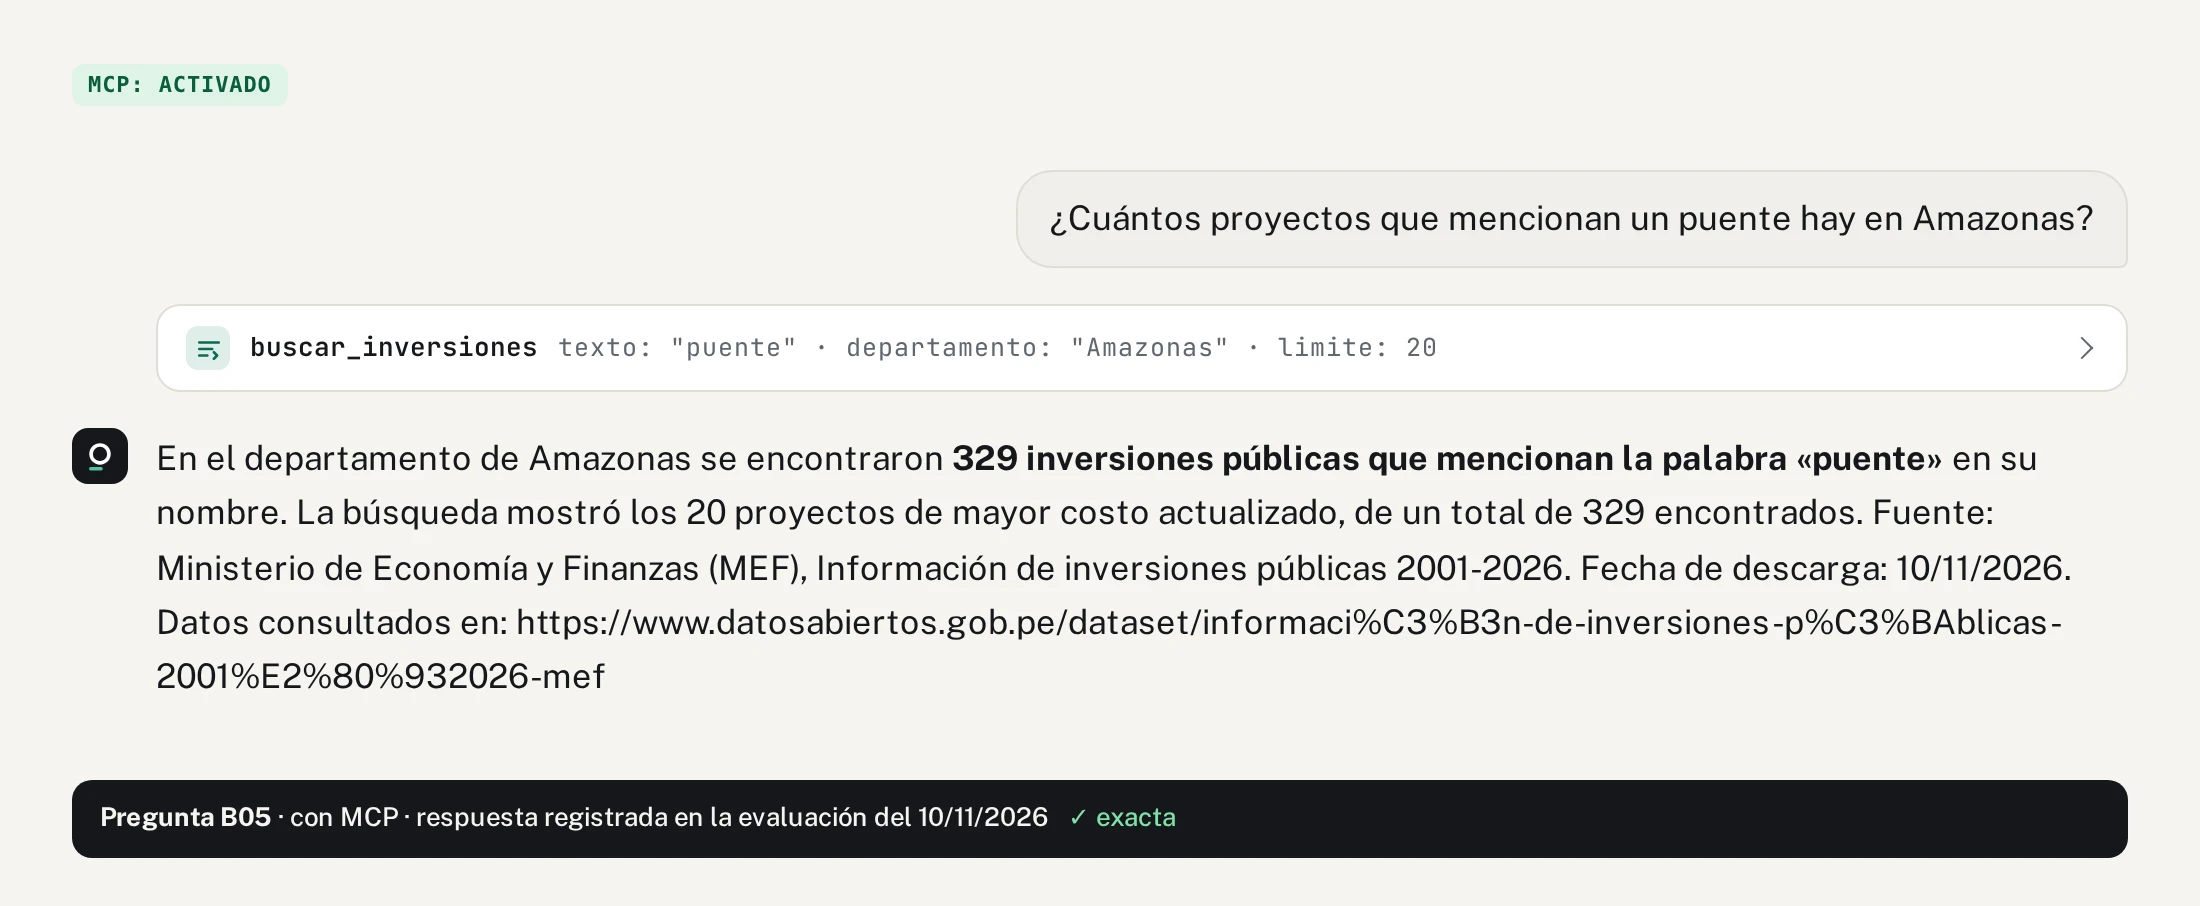 MCP: ACTIVADO
¿Cuántos proyectos que mencionan un puente hay en Amazonas?
buscar_inversiones texto: "puente" · departamento: "Amazonas" · limite: 20
En el departamento de Amazonas se encontraron 329 inversiones públicas que mencionan la palabra «puente» en su
nombre. La búsqueda mostró los 20 proyectos de mayor costo actualizado, de un total de 329 encontrados. Fuente:
Ministerio de Economía y Finanzas (MEF), Información de inversiones públicas 2001-2026. Fecha de descarga: 10/11/2026.
Datos consultados en: https://www.datosabiertos.gob.pe/dataset/informaci%C3%B3n-de-inversiones-p%C3%BAblicas-
2001%E2%80%932026-mef
Pregunta B05 · con MCP · respuesta registrada en la evaluación del 10/11/2026 ✓ exacta